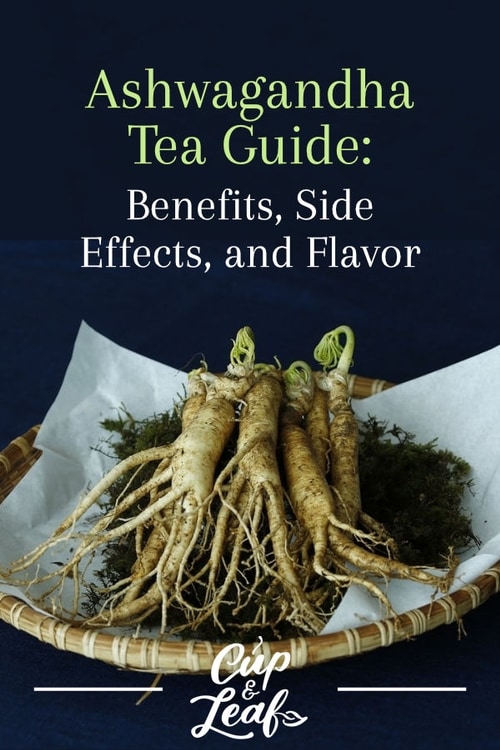 Ashwagandha
Tea Guide:
Benefits, Side
Effects, and Flavor
Cup
&
Leaf